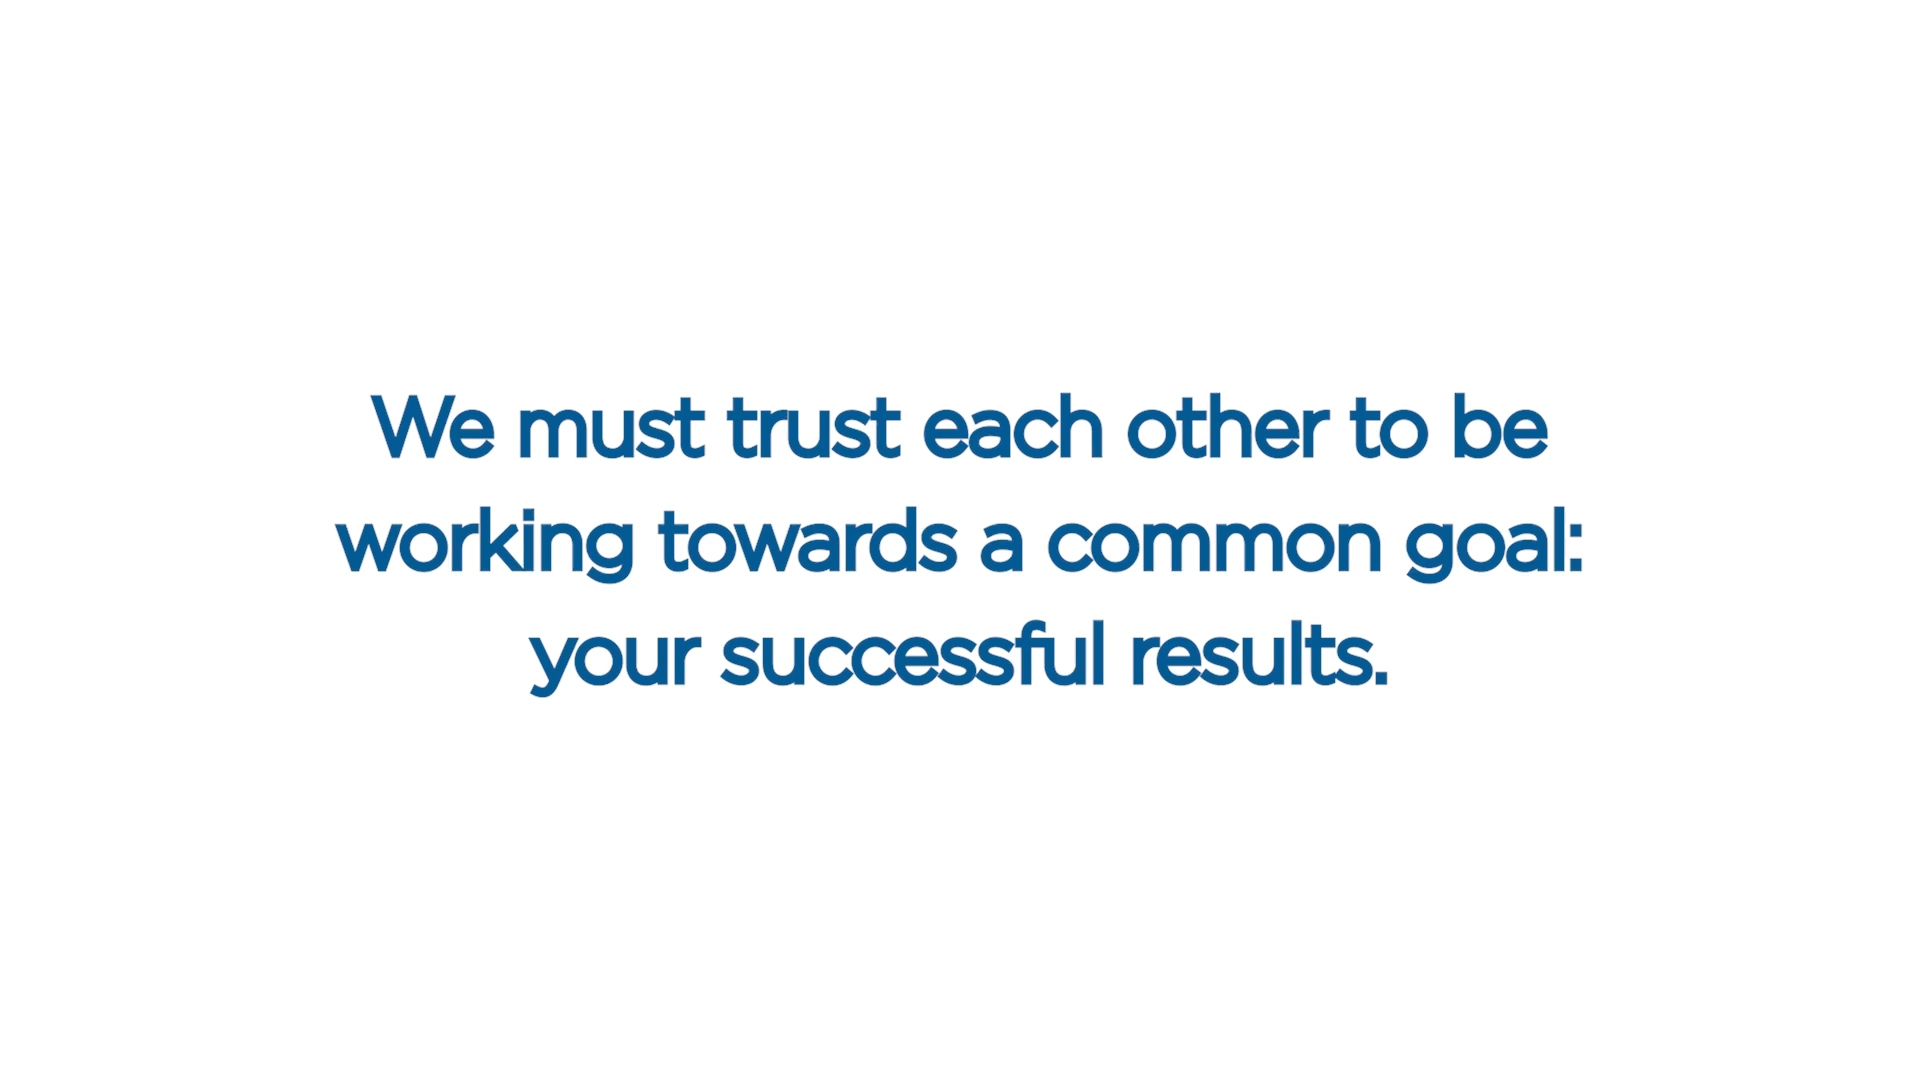 We must trust each other to be
working towards a common goal:
your successful results.